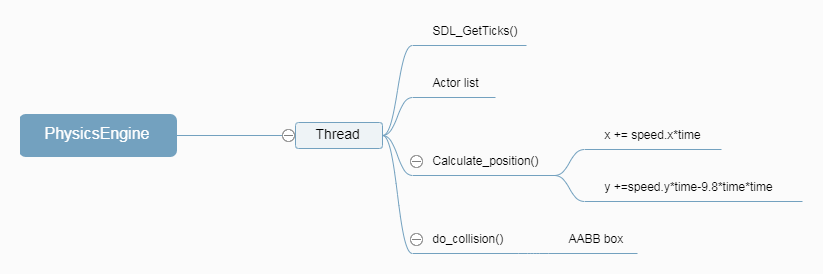 PhysicsEngine
Thread
SDL_GetTicks()
Actor list
Calculate_position()
x += speed.x*time
y +=speed.y*time-9.8*time*time
do_collision()
AABB box